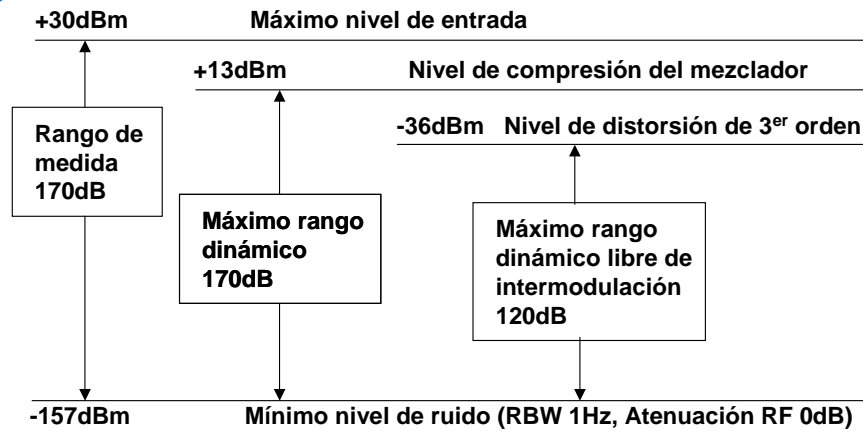 +30dBm Máximo nivel de entrada
+13dBm Nivel de compresión del mezclador
-36dBm Nivel de distorsión de 3er orden
Rango de
medida
170dB
Máximo rango
dinámico
170dB
Máximo rango
dinámico libre de
intermodulación
120dB
-157dBm Mínimo nivel de ruido (RBW 1Hz, Atenuación RF 0dB)